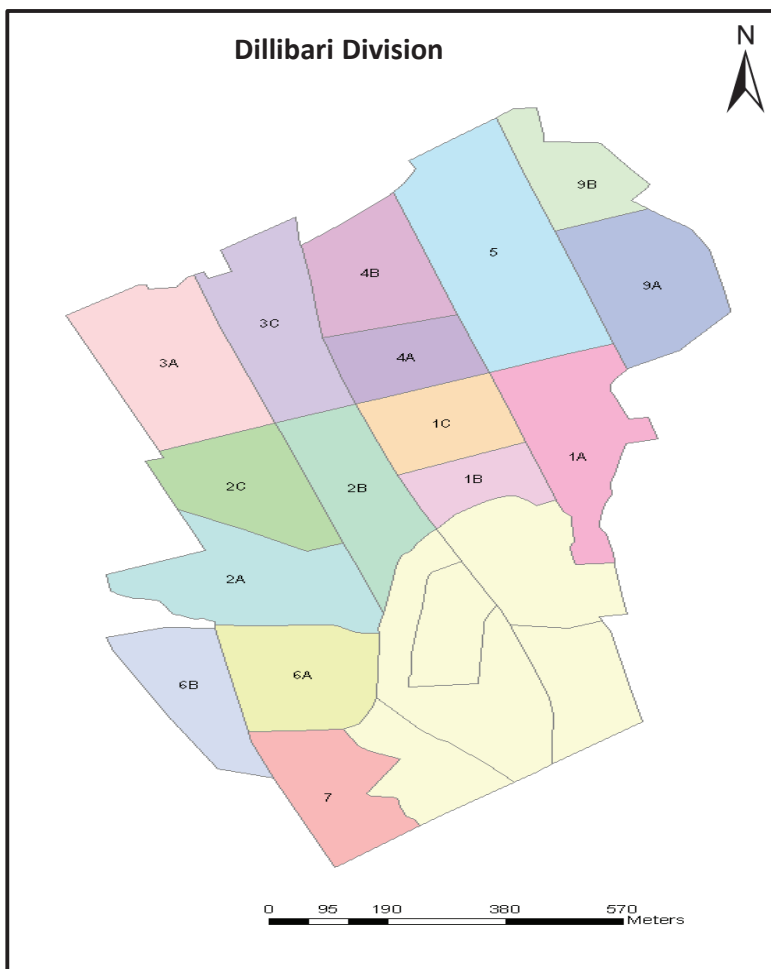 Dillibari Division
N
9B
5
4B
9A
3C
3A
4A
1C
1A
2C
2B
1B
2A
6A
6B
7
0 95 190 380 570
Meters